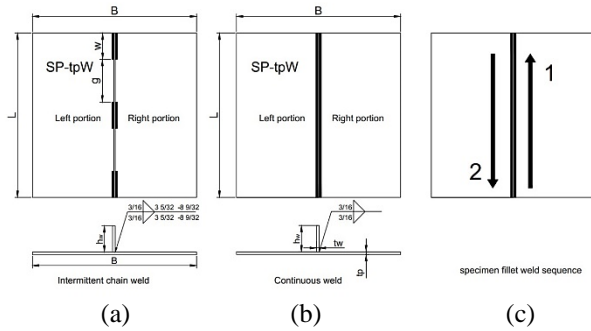 B
w
SP-tpW
g
L
Left portion
Right portion
3/16 3 5/32 -8 9/32
3/16 3 5/32 -8 9/32
hw
B
Intermittent chain weld
(a)
B
SP-tpW
L
Left portion
Right portion
3/16
3/16
hw
tw
tp
Continuous weld
(b)
1
2
specimen fillet weld sequence
(c)